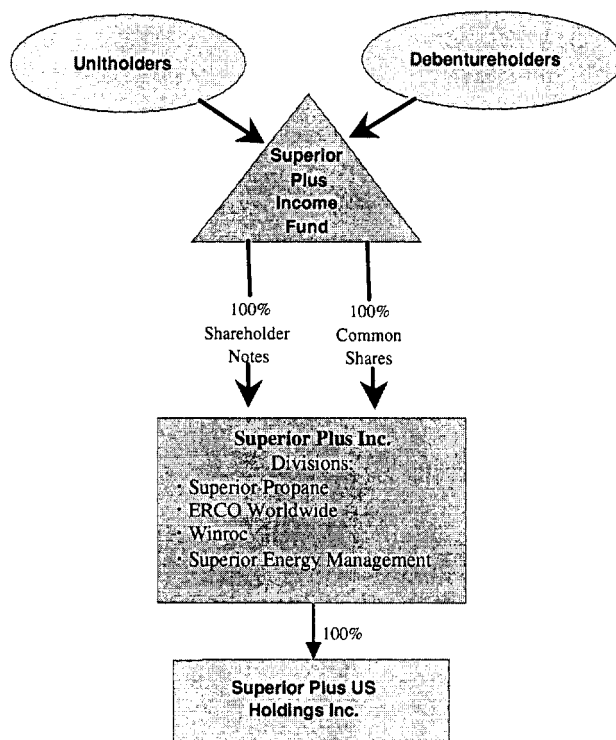 Unitholders
Debentureholders
Superior
Plus
Income
Fund
100%
Shareholder
Notes
100%
Common
Shares
Superior Plus Inc.
Divisions:
· Superior Propane
· ERCO Worldwide
· Winroc
· Superior Energy Management
100%
Superior Plus US
Holdings Inc.